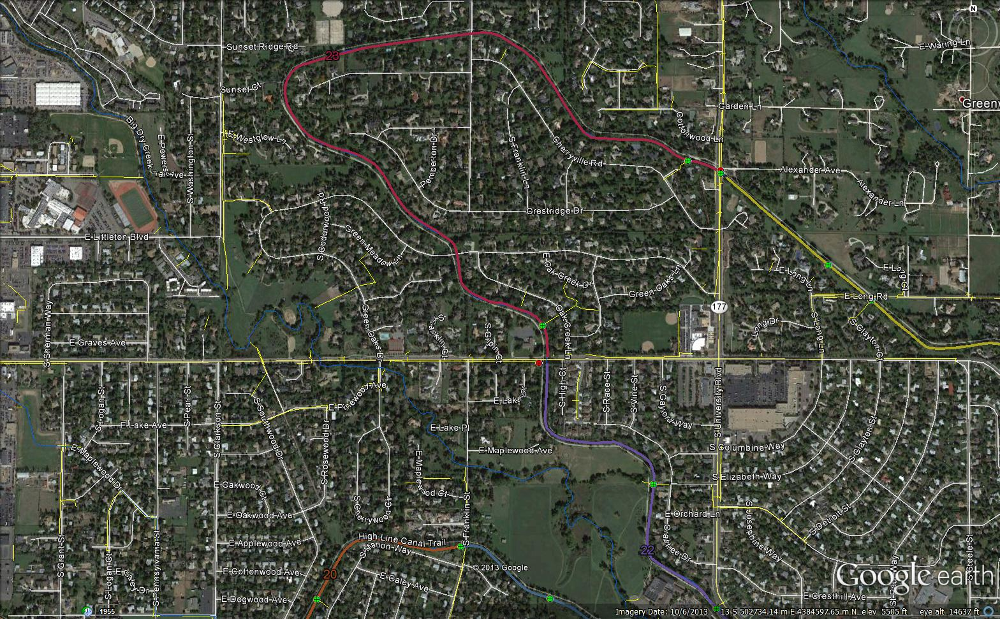 N
E Waring Ln
Sunset Ridge Rd
23
Sunset Ct
Garden Ln
Greenv
Big Dry Creek
E Powers
S Washington St
E Westglow Ln
Cottonwood Ln
Pemberton Dr
S Franklin Ln
Cherryville Rd
Alexander Ave
Alexander Ln
Crestridge Dr
S Cedarwood Rd
E Littleton Blvd
Green Meadow Ln
E Oak Creek Dr
Green Oaks Ln
E Long Ln
E Long Ct
E Long Rd
177
S Sherman Way
Green Oaks Dr
S Gilpin Ct
Oak Creek Ln
Long Dr
S Long Ln
S Clayton Ct
E Graves Ave
S Logan St
S Pearl St
S Clarkson St
E Pinewood Ave
E Lake
S High Ct
S Race St
S Vine St
S Gaylord Way
S University Blvd
E Lake Ave
S Southwood Dr
S Rosewood Dr
E Lake Pl
E Maplewood Dr
E Maplewood Ave
S Columbine Way
S Clayton St
E Maplewood Ct
S Elizabeth Way
E Oakwood Ct
E Oakwood Ave
S Cherrywood Cir
S Franklin St
E Orchard Ln
S Josephine Way
S Detroit St
S Grant St
S Pennsylvania St
E Applewood Ave
High Line Canal Trail
S Marion Way
Crabtree Dr
22
S Steele St
S Logan Ct
E Cottonwood Ave
20
E Caley Ave
© 2013 Google
Google earth
E Dogwood Ave
E Cresthill Ave
1955
Imagery Date: 10/6/2013 13 S 502734.14 m E 4384597.65 m N elev 5505 ft eye alt 14637 ft